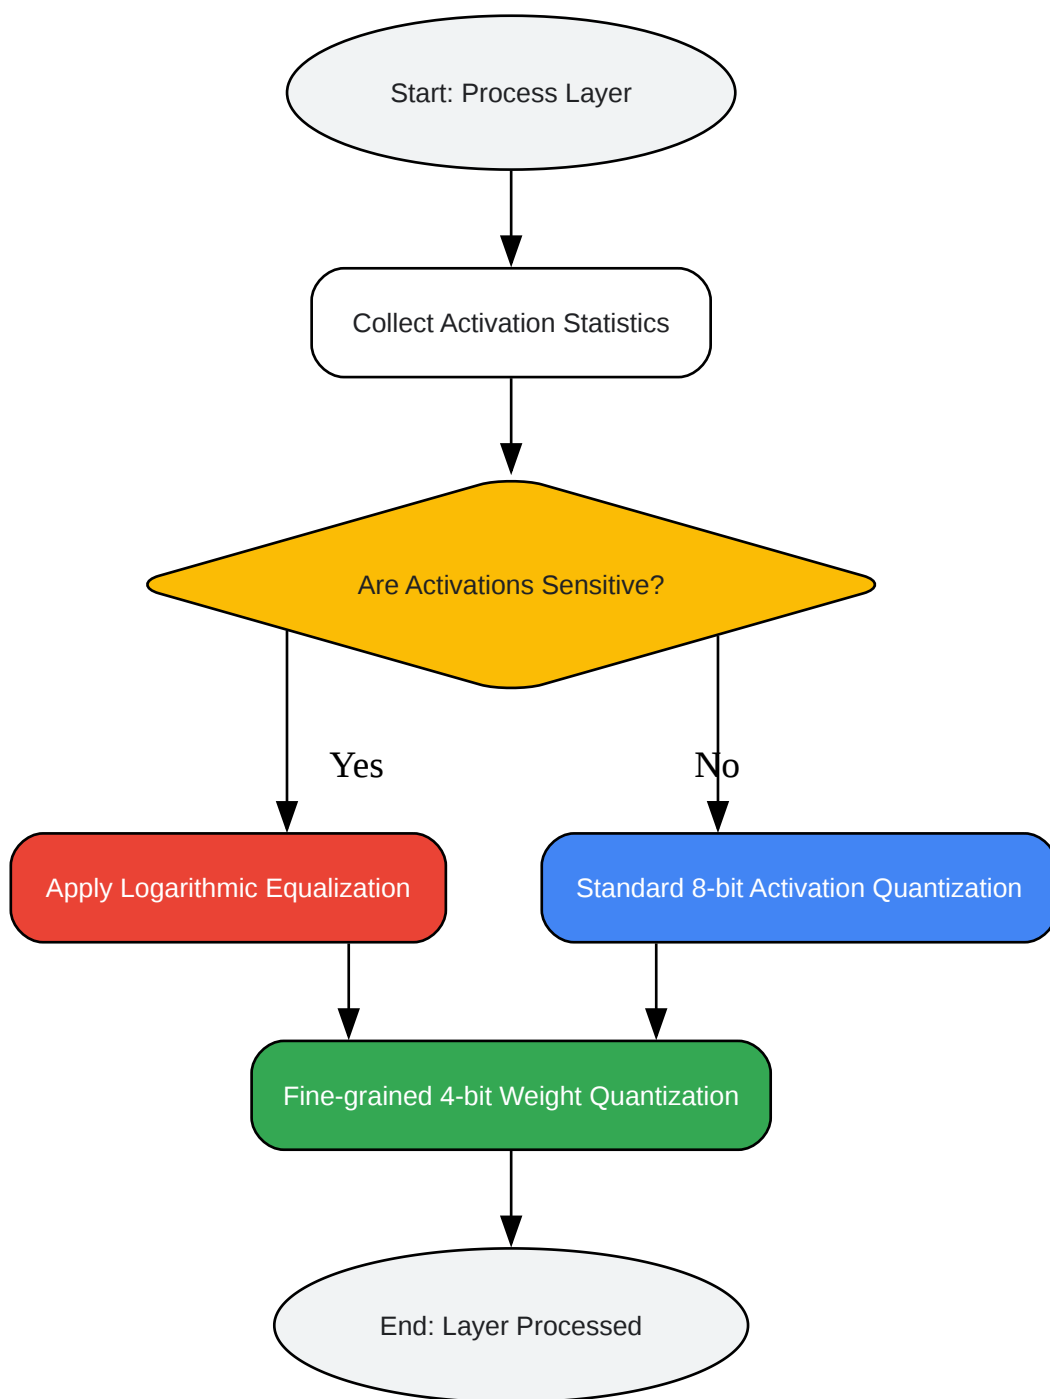 Start: Process Layer
Collect Activation Statistics
Are Activations Sensitive?
Yes
No
Apply Logarithmic Equalization
Standard 8-bit Activation Quantization
Fine-grained 4-bit Weight Quantization
End: Layer Processed